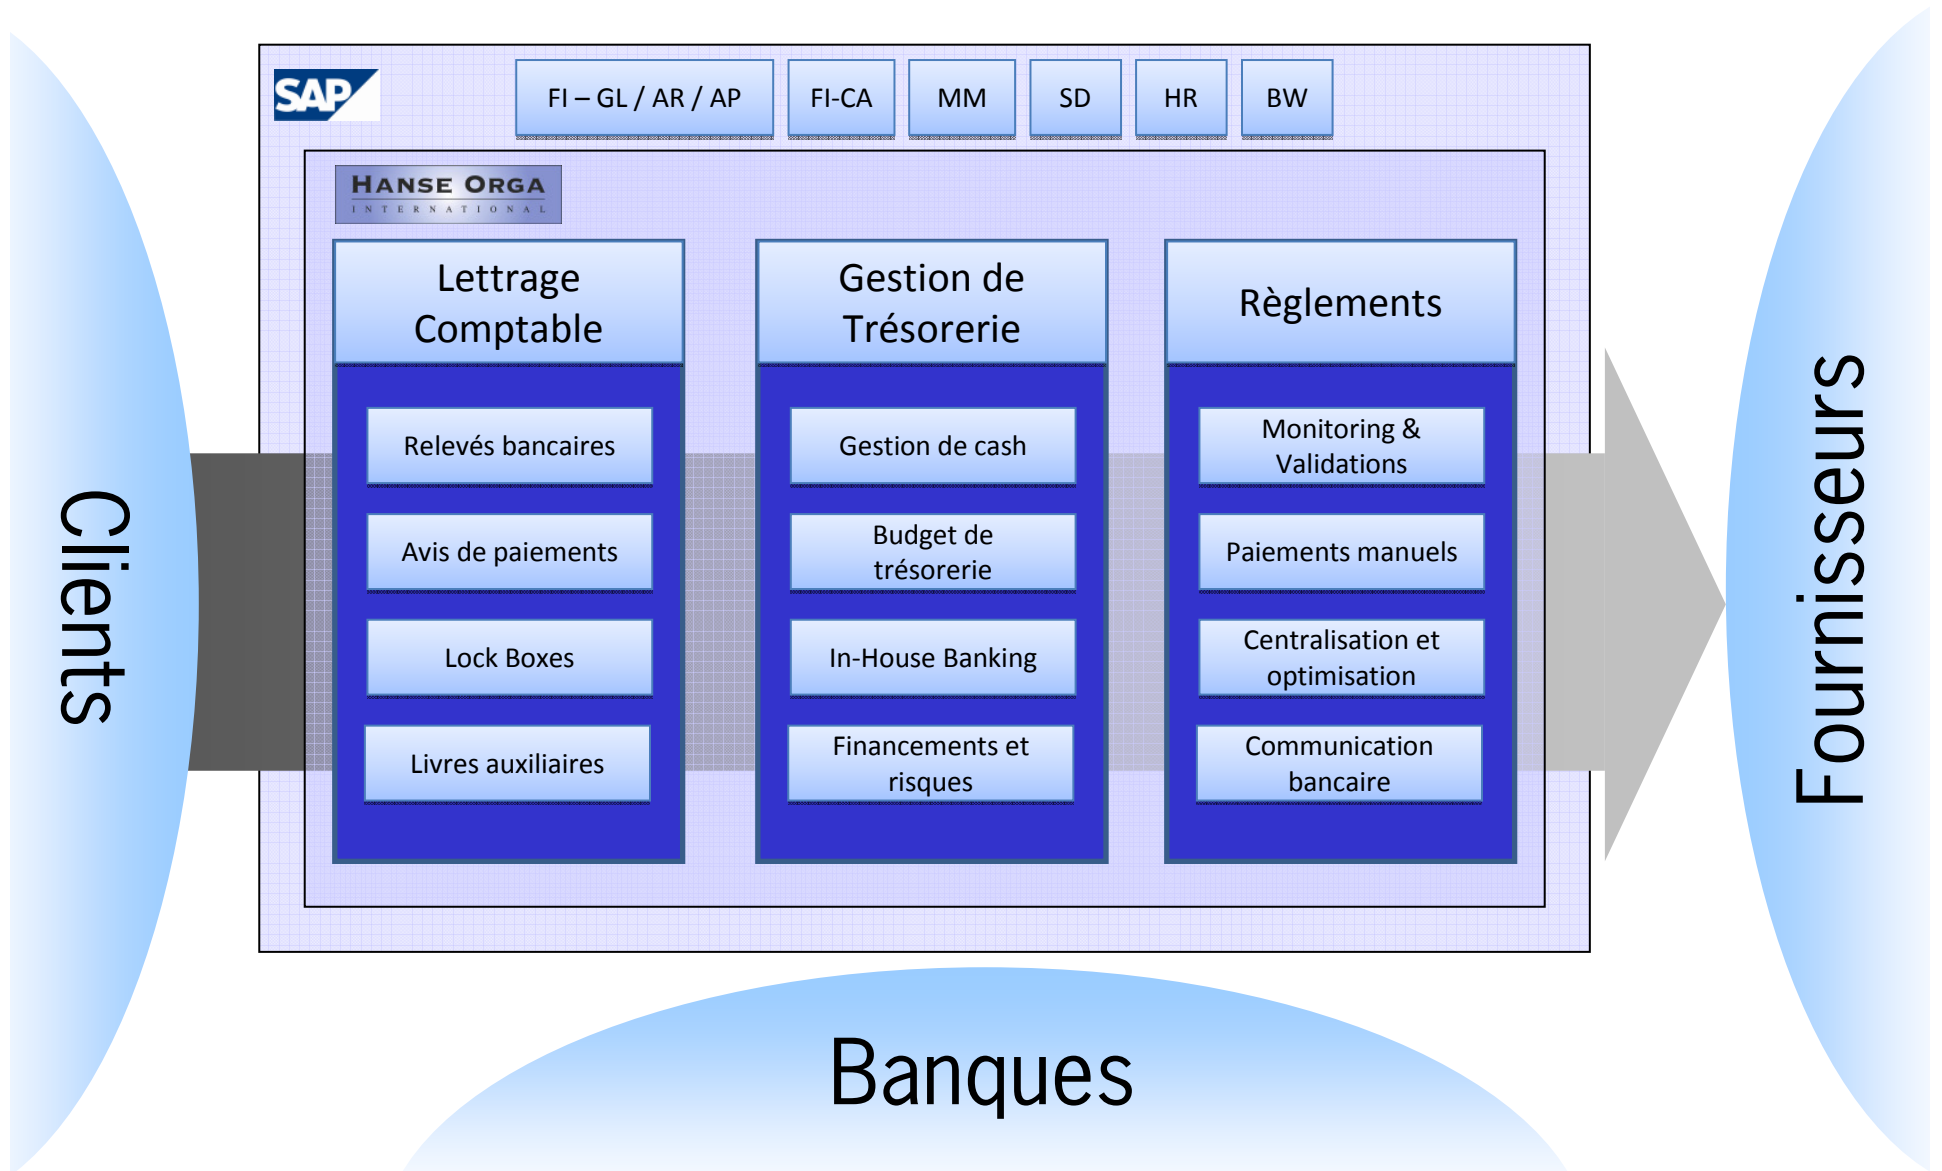 SAP
FI – GL / AR / AP
FI-CA
MM
SD
HR
BW
HANSE ORGA
INTERNATIONAL
Lettrage
Comptable
Relevés bancaires
Avis de paiements
Lock Boxes
Livres auxiliaires
Gestion de
Trésorerie
Gestion de cash
Budget de
trésorerie
In-House Banking
Financements et
risques
Règlements
Monitoring &
Validations
Paiements manuels
Centralisation et
optimisation
Communication
bancaire
Clients
Fournisseurs
Banques